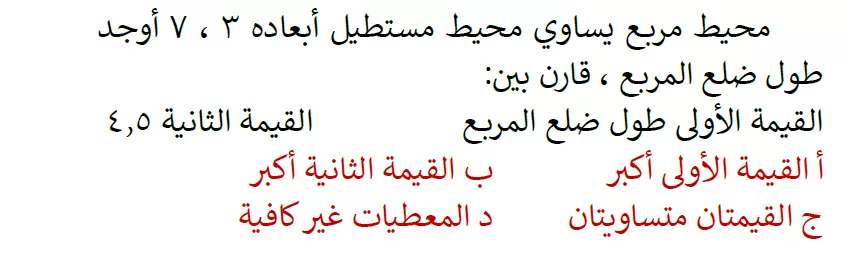 محيط مربع يساوي محيط مستطيل أبعاده ٣ ، ٧ أوجد
طول ضلع المربع ، قارن بين:
القيمة الأولى طول ضلع المربع القيمة الثانية ٤,٥
أ القيمة الأولى أكبر ب القيمة الثانية أكبر
ج القيمتان متساويتان د المعطيات غير كافية